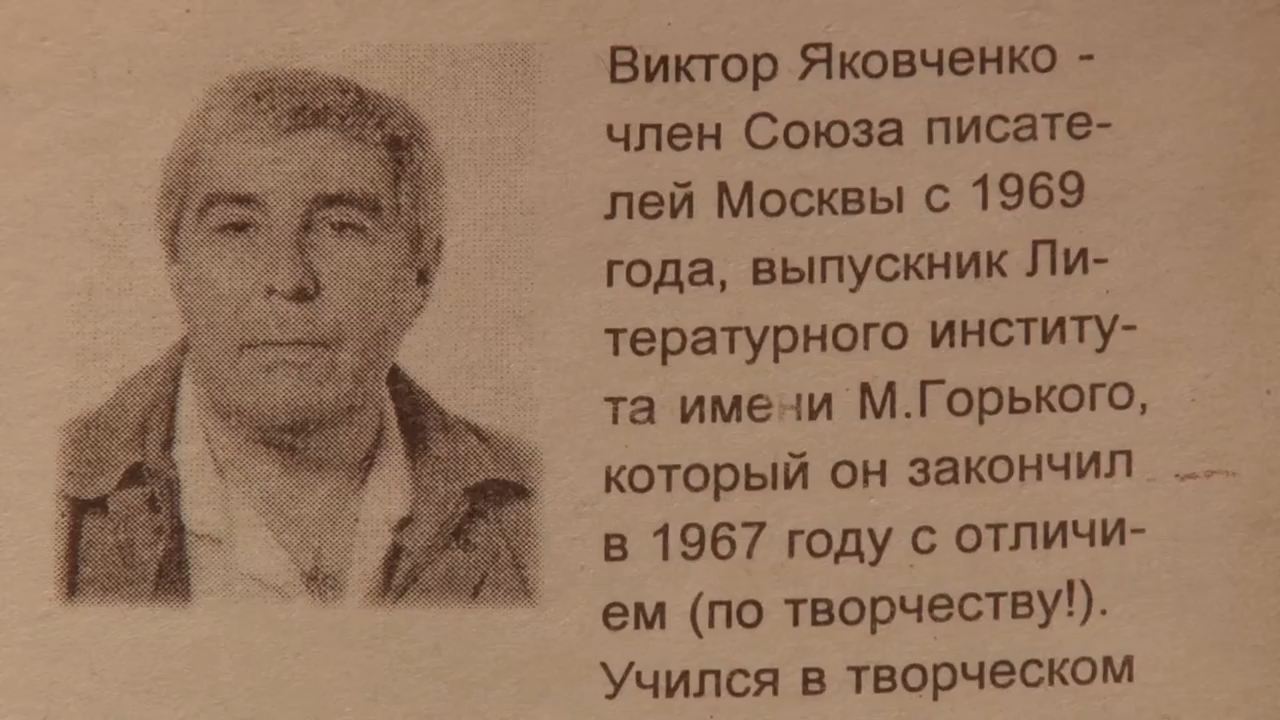 Виктор Яковченко -
член Союза писате-
лей Москвы с 1969
года, выпускник Ли-
тературного институ-
та имени М.Горького,
который он закончил
в 1967 году с отличи-
ем (по творчеству!).
Учился в творческом